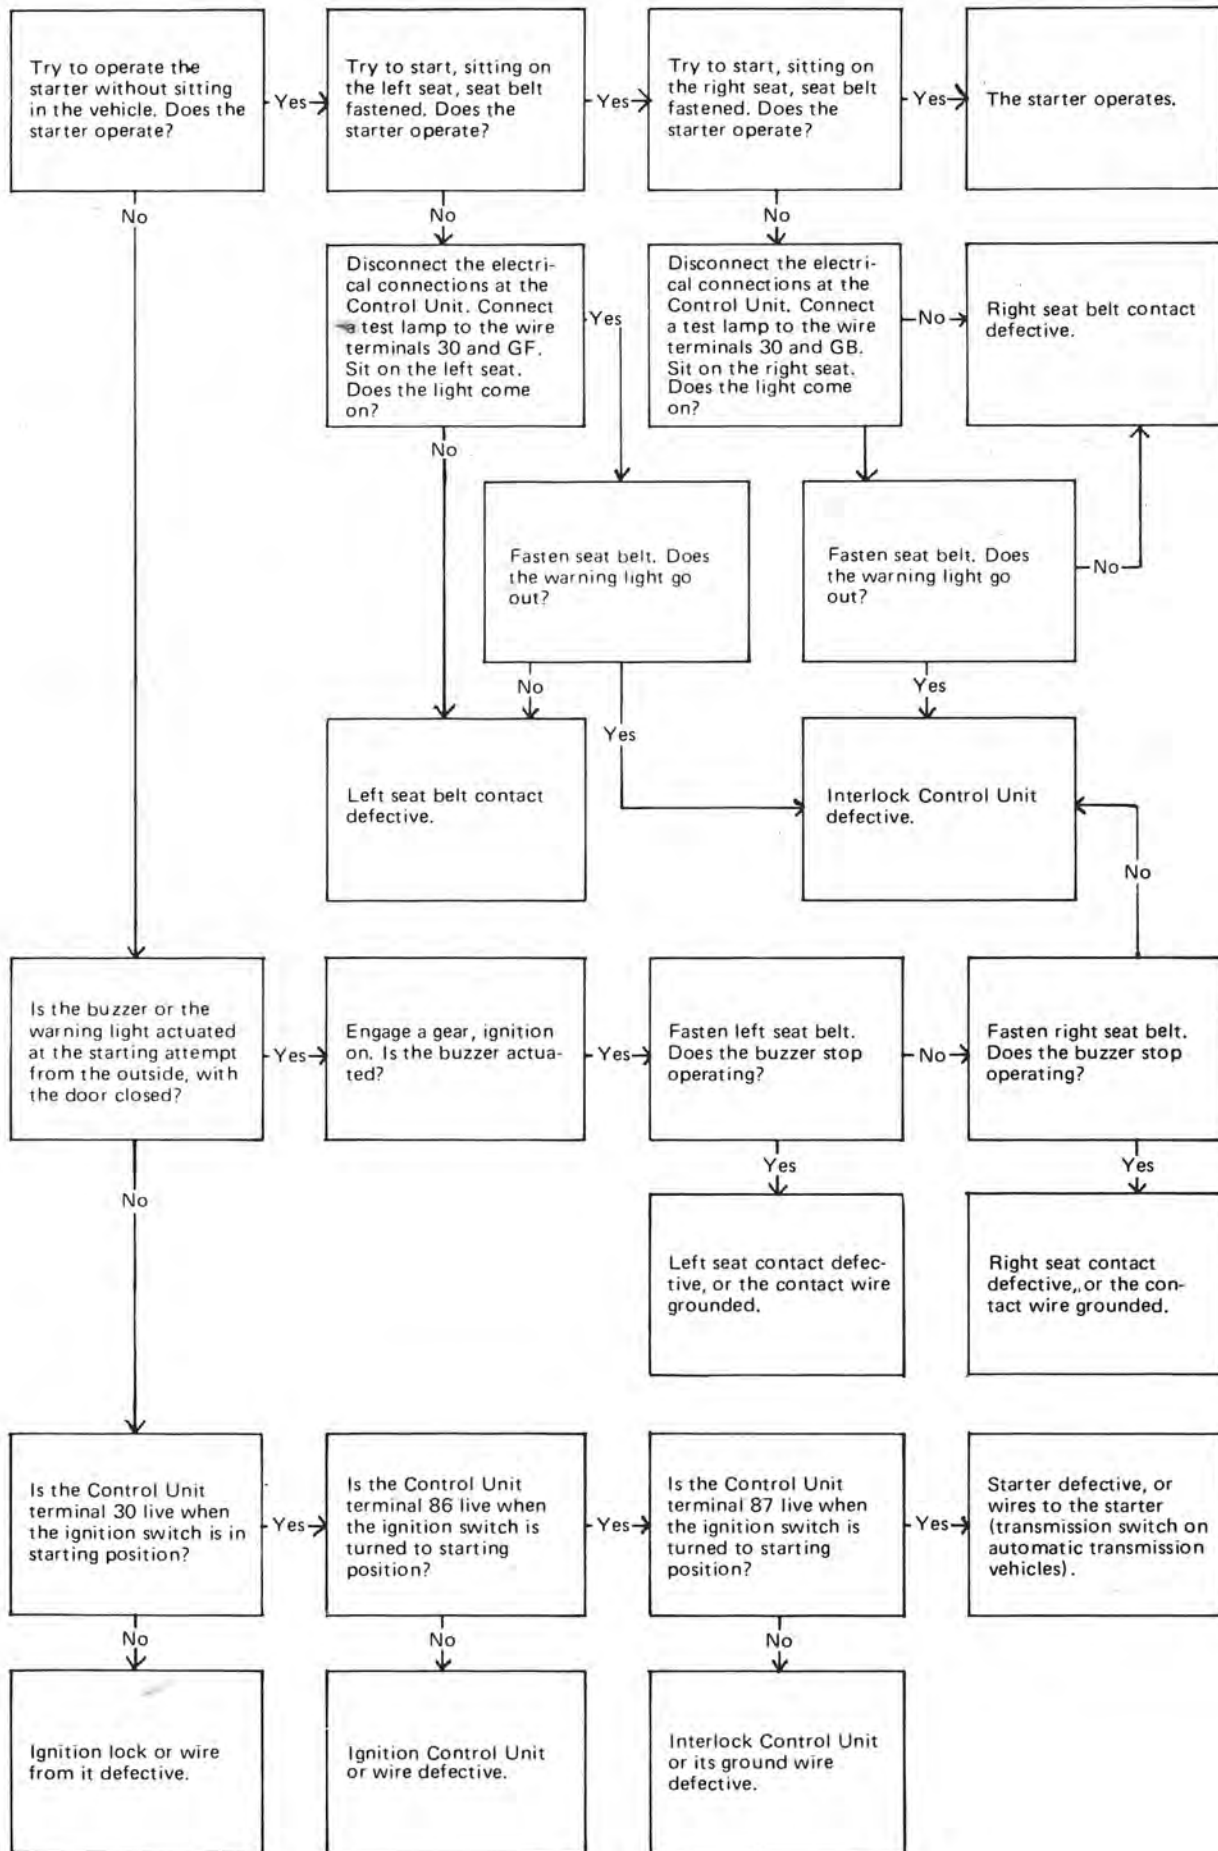 Try to operate the
starter without sitting
in the vehicle. Does the
starter operate?
Yes
Try to start, sitting on
the left seat, seat belt
fastened. Does the
starter operate?
Yes
Try to start, sitting on
the right seat, seat belt
fastened. Does the
starter operate?
Yes
The starter operates.
No
No
No
Disconnect the electri-
cal connections at the
Control Unit. Connect
a test lamp to the wire
terminals 30 and GF.
Sit on the left seat.
Does the light come
on?
Yes
Disconnect the electri-
cal connections at the
Control Unit. Connect
a test lamp to the wire
terminals 30 and GB.
Sit on the right seat.
Does the light come
on?
No
Right seat belt contact
defective.
No
Fasten seat belt. Does
the warning light go
out?
Fasten seat belt. Does
the warning light go
out?
No
No
Yes
Yes
Left seat belt contact
defective.
Interlock Control Unit
defective.
No
Is the buzzer or the
warning light actuated
at the starting attempt
from the outside, with
the door closed?
Yes
Engage a gear, ignition
on. Is the buzzer actua-
ted?
Yes
Fasten left seat belt.
Does the buzzer stop
operating?
No
Fasten right seat belt.
Does the buzzer stop
operating?
No
Yes
Yes
Left seat contact defec-
tive, or the contact wire
grounded.
Right seat contact
defective,, or the con-
tact wire grounded.
Is the Control Unit
terminal 30 live when
the ignition switch is in
starting position?
Yes
Is the Control Unit
terminal 86 live when
the ignition switch is
turned to starting
position?
Yes
Is the Control Unit
terminal 87 live when
the ignition switch is
turned to starting
position?
Yes
Starter defective, or
wires to the starter
(transmission switch on
automatic transmission
vehicles).
No
No
No
Ignition lock or wire
from it defective.
Ignition Control Unit
or wire defective.
Interlock Control Unit
or its ground wire
defective.